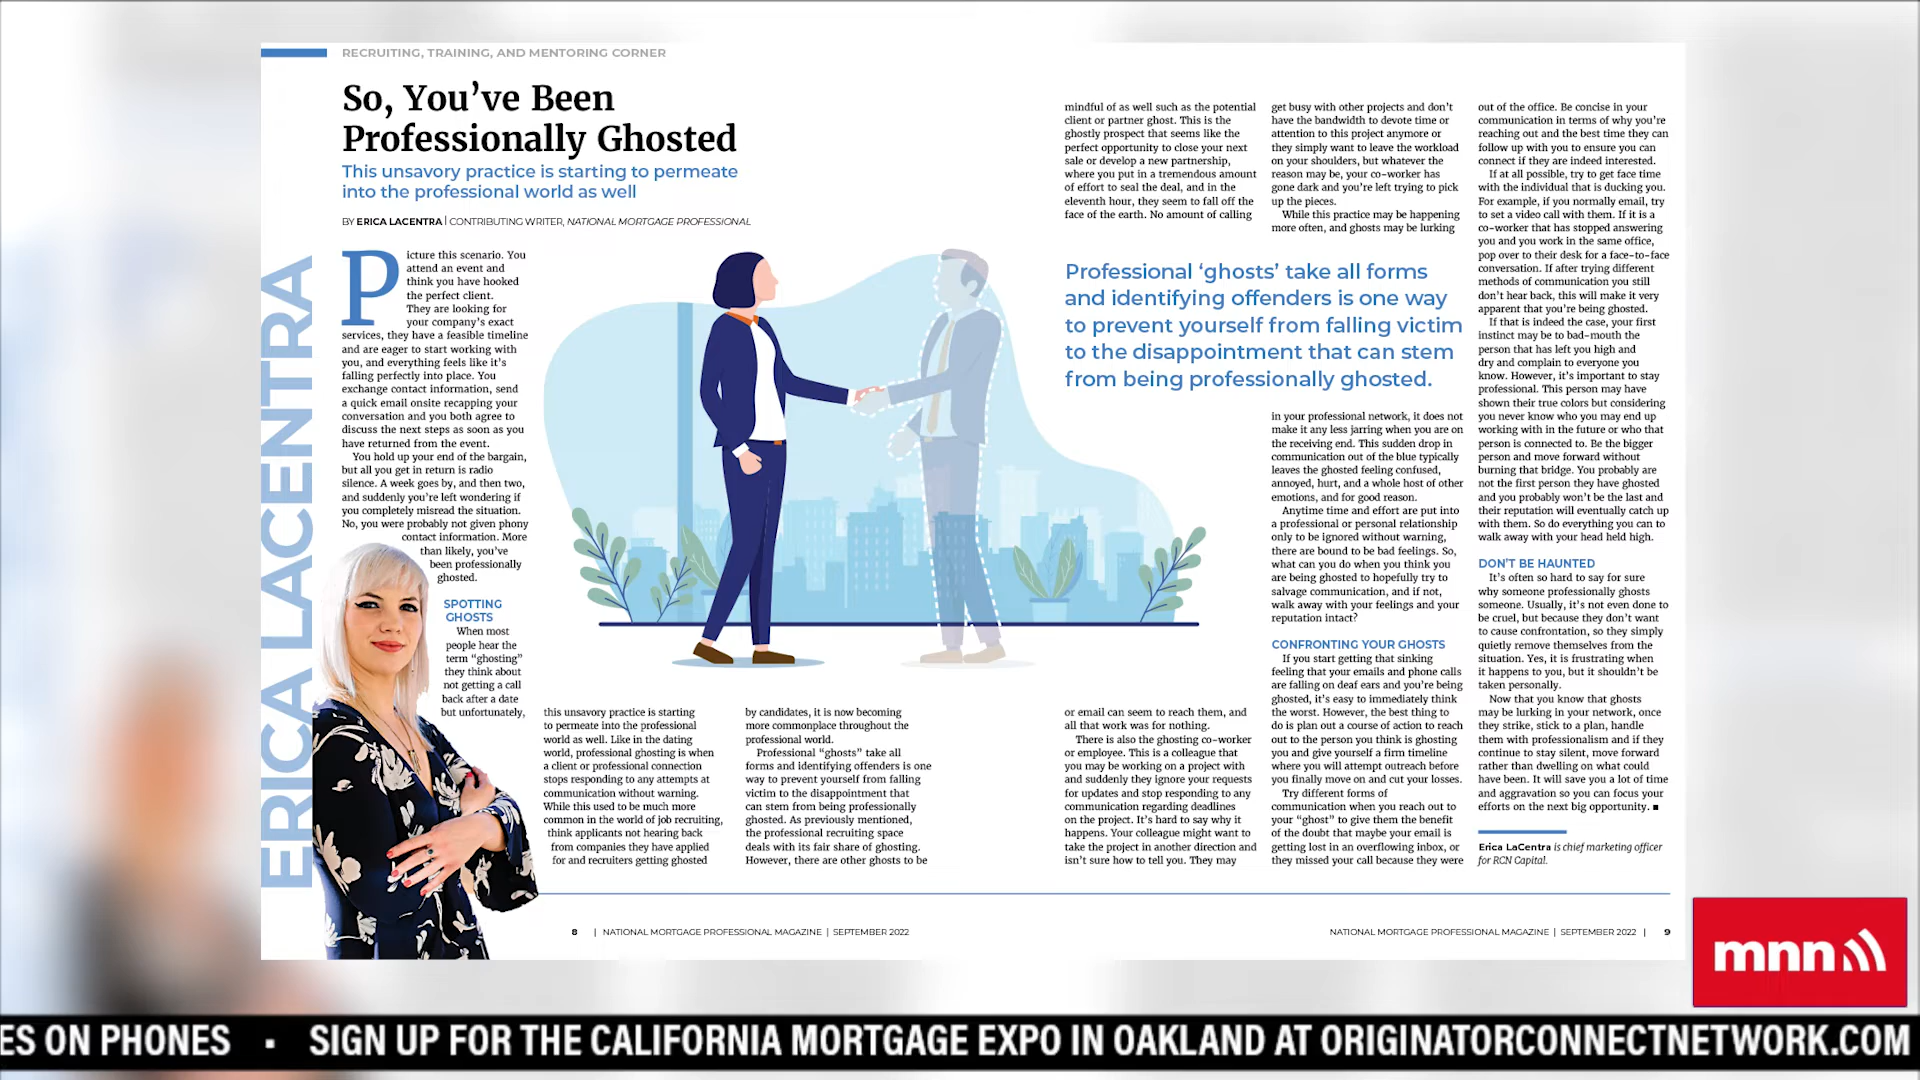 RECRUITING, TRAINING, AND MENTORING CORNER
So, You've Been
Professionally Ghosted
This unsavory practice is starting to permeate
into the professional world as well
BY ERICA LACENTRA | CONTRIBUTING WRITER, NATIONAL MORTGAGE PROFESSIONAL
ERICA LACENTRA
Picture this scenario. You
attend an event and
think you have hooked
the perfect client.
They are looking for
your company's exact
services, they have a feasible timeline
and are eager to start working with
you, and everything feels like it's
falling perfectly into place. You
exchange contact information, send
a quick email onsite recapping your
conversation and you both agree to
discuss the next steps as soon as you
have returned from the event.
You hold up your end of the bargain,
but all you get in return is radio
silence. A week goes by, and then two,
and suddenly you're left wondering if
you completely misread the situation.
No, you were probably not given phony
contact information. More
than likely, you've
been professionally
ghosted.
SPOTTING
GHOSTS
When most
people hear the
term "ghosting"
they think about
not getting a call
back after a date
but unfortunately,
this unsavory practice is starting
to permeate into the professional
world as well. Like in the dating
world, professional ghosting is when
a client or professional connection
stops responding to any attempts at
communication without warning.
While this used to be much more
common in the world of job recruiting,
think applicants not hearing back
from companies they have applied
for and recruiters getting ghosted
by candidates, it is now becoming
more commonplace throughout the
professional world.
Professional "ghosts" take all
forms and identifying offenders is one
way to prevent yourself from falling
victim to the disappointment that
can stem from being professionally
ghosted. As previously mentioned,
the professional recruiting space
deals with its fair share of ghosting.
However, there are other ghosts to be
mindful of as well such as the potential
client or partner ghost. This is the
ghostly prospect that seems like the
perfect opportunity to close your next
sale or develop a new partnership,
where you put in a tremendous amount
of effort to seal the deal, and in the
eleventh hour, they seem to fall off the
face of the earth. No amount of calling
Professional 'ghosts' take all forms
and identifying offenders is one way
to prevent yourself from falling victim
to the disappointment that can stem
from being professionally ghosted.
or email can seem to reach them, and
all that work was for nothing.
There is also the ghosting co-worker
or employee. This is a colleague that
you may be working on a project with
and suddenly they ignore your requests
for updates and stop responding to any
communication regarding deadlines
on the project. It's hard to say why it
happens. Your colleague might want to
take the project in another direction and
isn't sure how to tell you. They may
get busy with other projects and don't
have the bandwidth to devote time or
attention to this project anymore or
they simply want to leave the workload
on your shoulders, but whatever the
reason may be, your co-worker has
gone dark and you're left trying to pick
up the pieces.
While this practice may be happening
more often, and ghosts may be lurking
in your professional network, it does not
make it any less jarring when you are on
the receiving end. This sudden drop in
communication out of the blue typically
leaves the ghosted feeling confused,
annoyed, hurt, and a whole host of other
emotions, and for good reason.
Anytime time and effort are put into
a professional or personal relationship
only to be ignored without warning,
there are bound to be bad feelings. So,
what can you do when you think you
are being ghosted to hopefully try to
salvage communication, and if not,
walk away with your feelings and your
reputation intact?
CONFRONTING YOUR GHOSTS
If you start getting that sinking
feeling that your emails and phone calls
are falling on deaf ears and you're being
ghosted, it's easy to immediately think
the worst. However, the best thing to
do is plan out a course of action to reach
out to the person you think is ghosting
you and give yourself a firm timeline
where you will attempt outreach before
you finally move on and cut your losses.
Try different forms of
communication when you reach out to
your "ghost" to give them the benefit
of the doubt that maybe your email is
getting lost in an overflowing inbox, or
they missed your call because they were
out of the office. Be concise in your
communication in terms of why you're
reaching out and the best time they can
follow up with you to ensure you can
connect if they are indeed interested.
If at all possible, try to get face time
with the individual that is ducking you.
For example, if you normally email, try
to set a video call with them. If it is a
co-worker that has stopped answering
you and you work in the same office,
pop over to their desk for a face-to-face
conversation. If after trying different
methods of communication you still
don't hear back, this will make it very
apparent that you're being ghosted.
If that is indeed the case, your first
instinct may be to bad-mouth the
person that has left you high and
dry and complain to everyone you
know. However, it's important to stay
professional. This person may have
shown their true colors but considering
you never know who you may end up
working with in the future or who that
person is connected to. Be the bigger
person and move forward without
burning that bridge. You probably are
not the first person they have ghosted
and you probably won't be the last and
their reputation will eventually catch up
with them. So do everything you can to
walk away with your head held high.
DON'T BE HAUNTED
It's often so hard to say for sure
why someone professionally ghosts
someone. Usually, it's not even done to
be cruel, but because they don't want
to cause confrontation, so they simply
quietly remove themselves from the
situation. Yes, it is frustrating when
it happens to you, but it shouldn't be
taken personally.
Now that you know that ghosts
may be lurking in your network, once
they strike, stick to a plan, handle
them with professionalism and if they
continue to stay silent, move forward
rather than dwelling on what could
have been. It will save you a lot of time
and aggravation so you can focus your
efforts on the next big opportunity. ■
Erica LaCentra is chief marketing officer
for RCN Capital.
8 | NATIONAL MORTGAGE PROFESSIONAL MAGAZINE | SEPTEMBER 2022
NATIONAL MORTGAGE PROFESSIONAL MAGAZINE | SEPTEMBER 2022 | 9
mnn
ES ON PHONES · SIGN UP FOR THE CALIFORNIA MORTGAGE EXPO IN OAKLAND AT ORIGINATORCONNECTNETWORK.COM